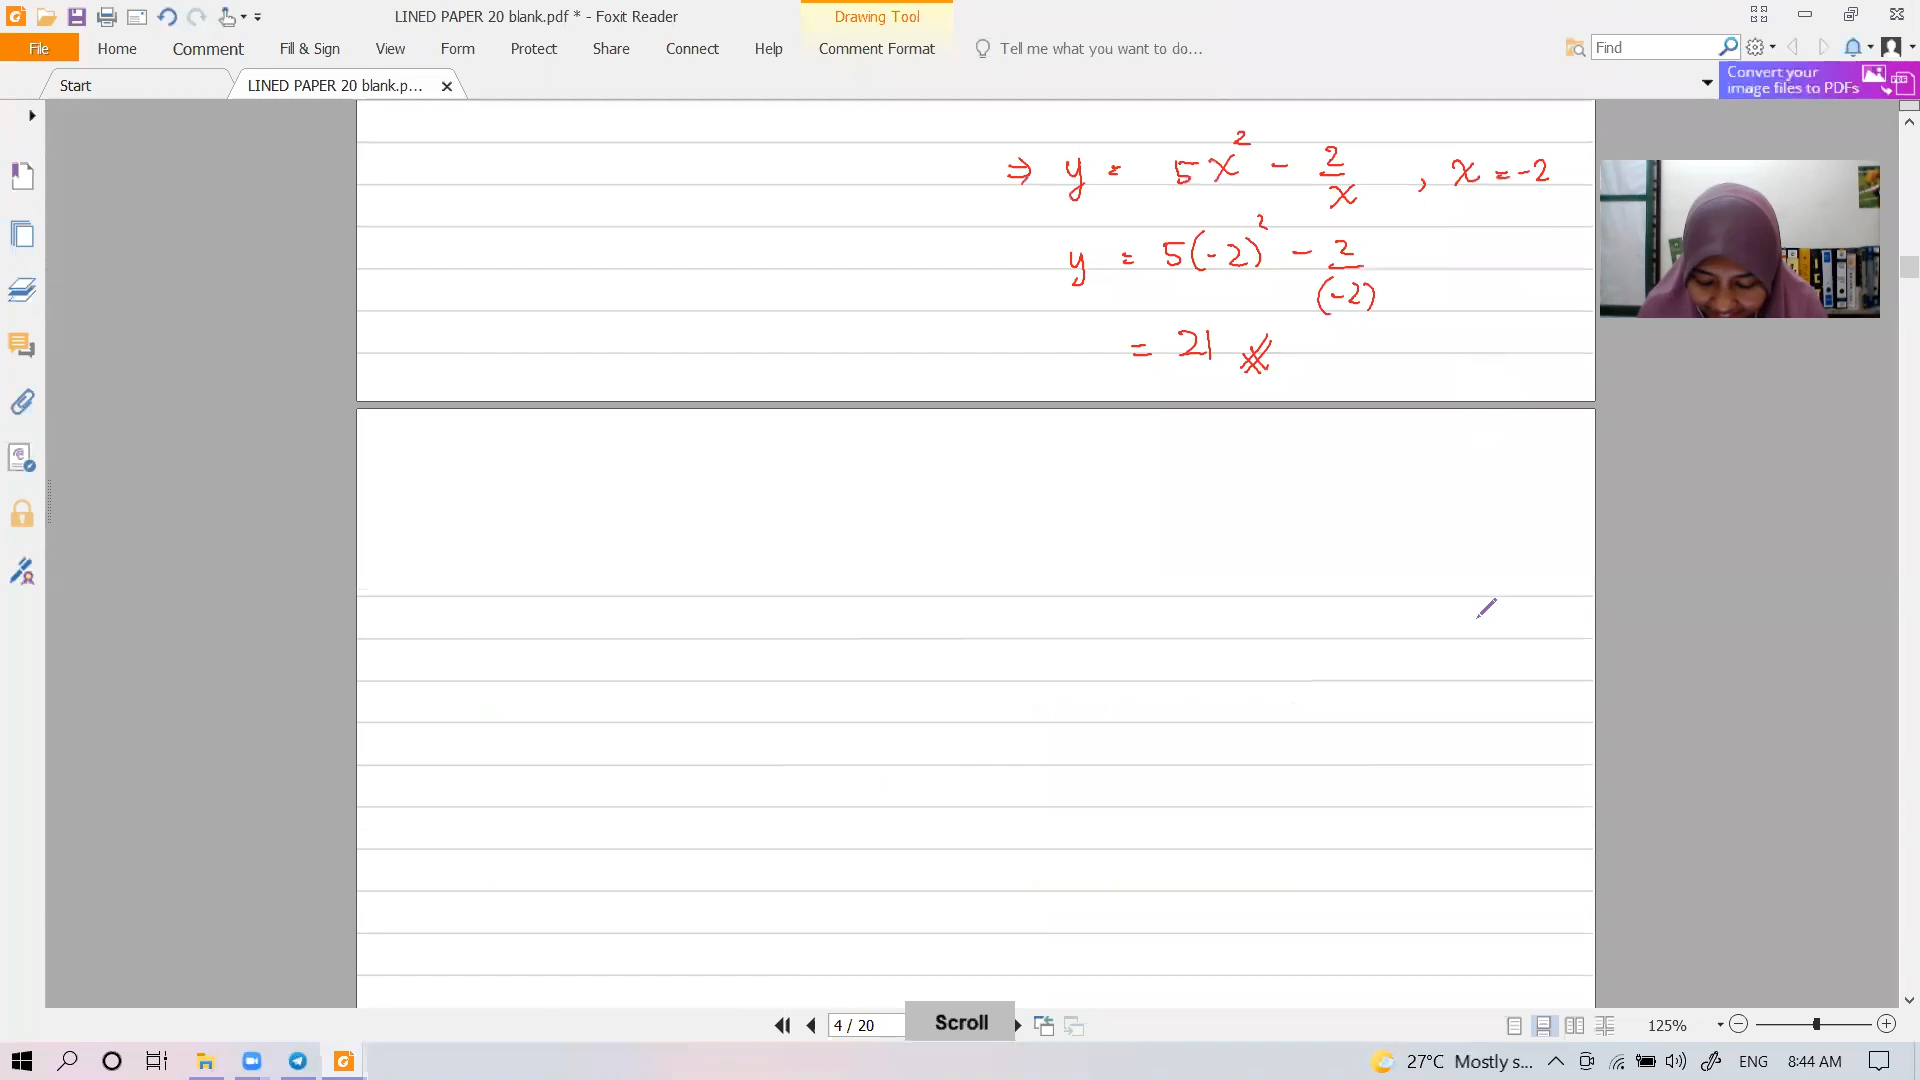 LINED PAPER 20 blank.pdf * - Foxit Reader
Drawing Tool
File Home Comment Fill & Sign View Form Protect Share Connect Help Comment Format Tell me what you want to do... Find
Start LINED PAPER 20 blank.p...
Convert your
image files to PDFs
⇒ y = 5x² - 2/x , x = -2
y = 5(-2)² - 2/(-2)
= 21
4 / 20 Scroll 125%
27°C Mostly s... ENG 8:44 AM